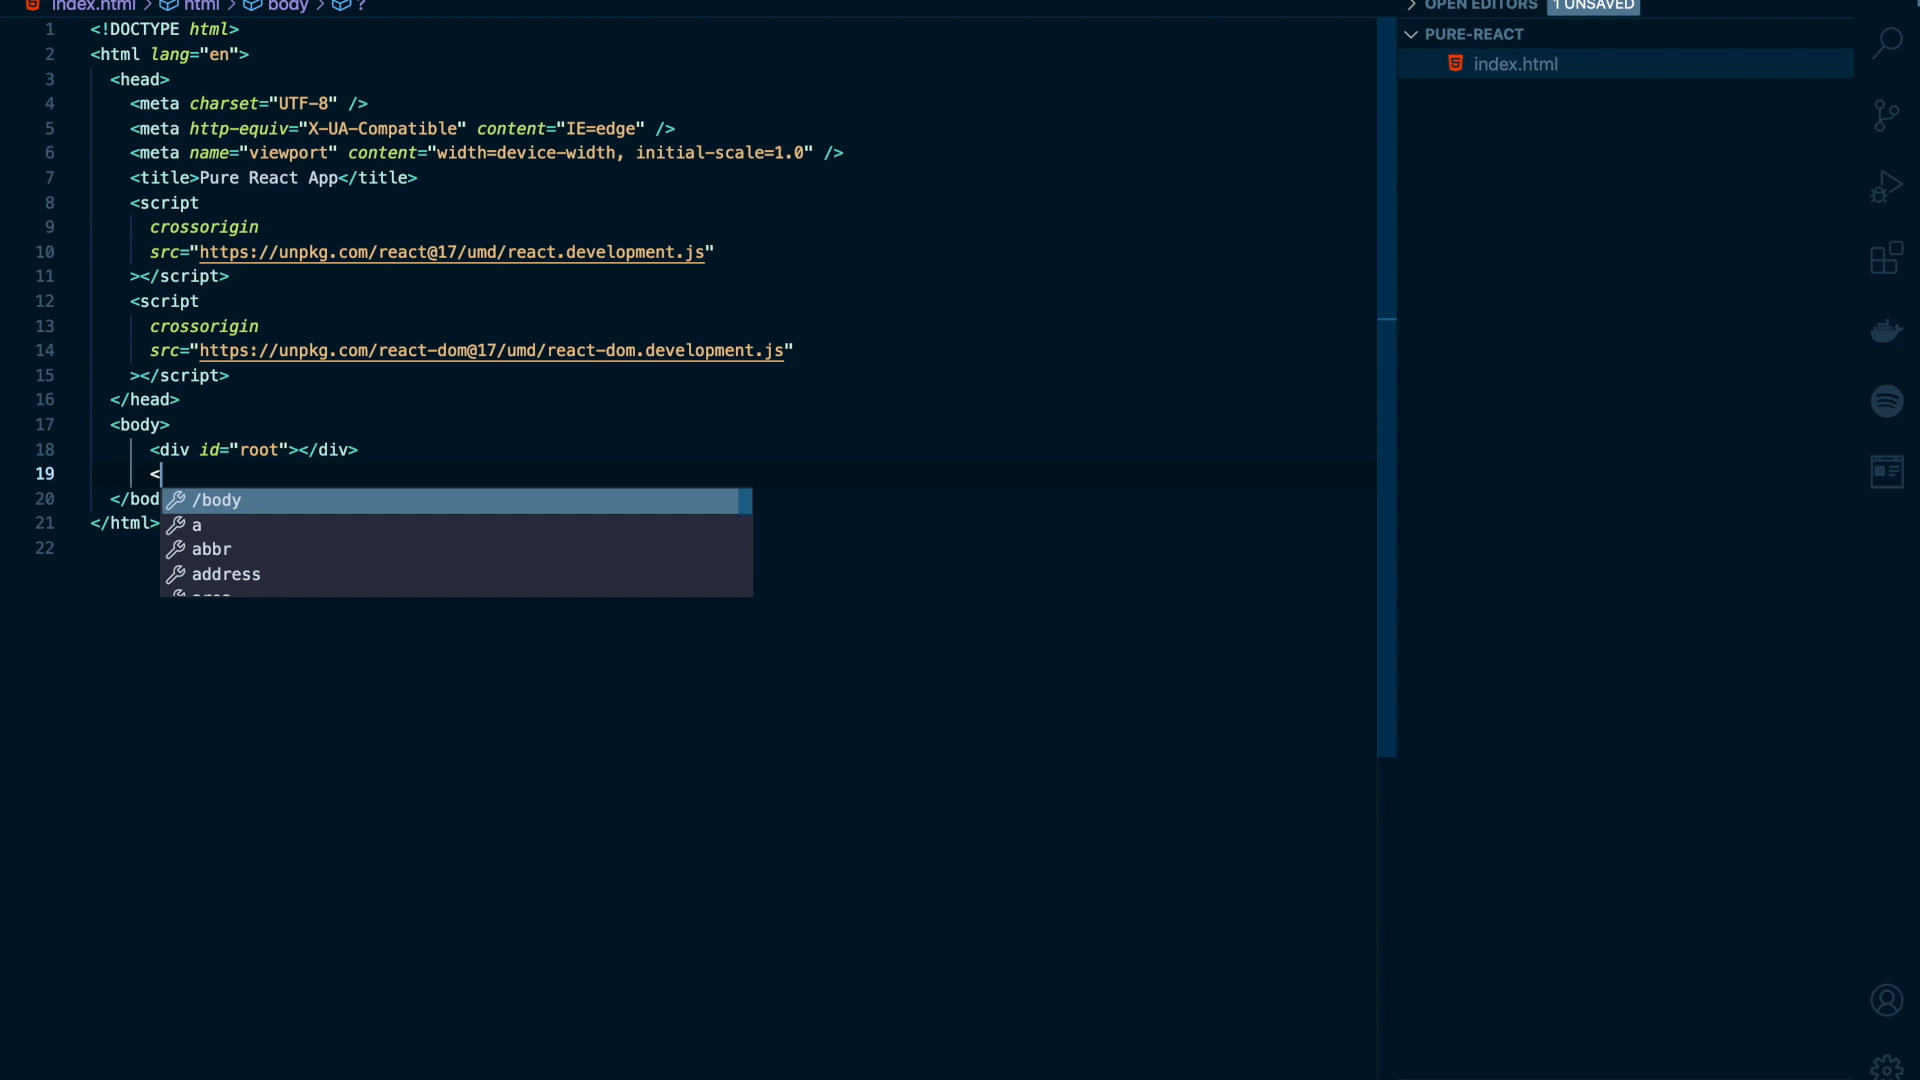 index.html > html > body > ?
1 <!DOCTYPE html>
2 <html lang="en">
3 <head>
4 <meta charset="UTF-8" />
5 <meta http-equiv="X-UA-Compatible" content="IE=edge" />
6 <meta name="viewport" content="width=device-width, initial-scale=1.0" />
7 <title>Pure React App</title>
8 <script
9 crossorigin
10 src="https://unpkg.com/react@17/umd/react.development.js"
11 ></script>
12 <script
13 crossorigin
14 src="https://unpkg.com/react-dom@17/umd/react-dom.development.js"
15 ></script>
16 </head>
17 <body>
18 <div id="root"></div>
19 <
20 </bod
/body
21 </html>
a
22
abbr
address
OPEN EDITORS 1 UNSAVED
PURE-REACT
index.html